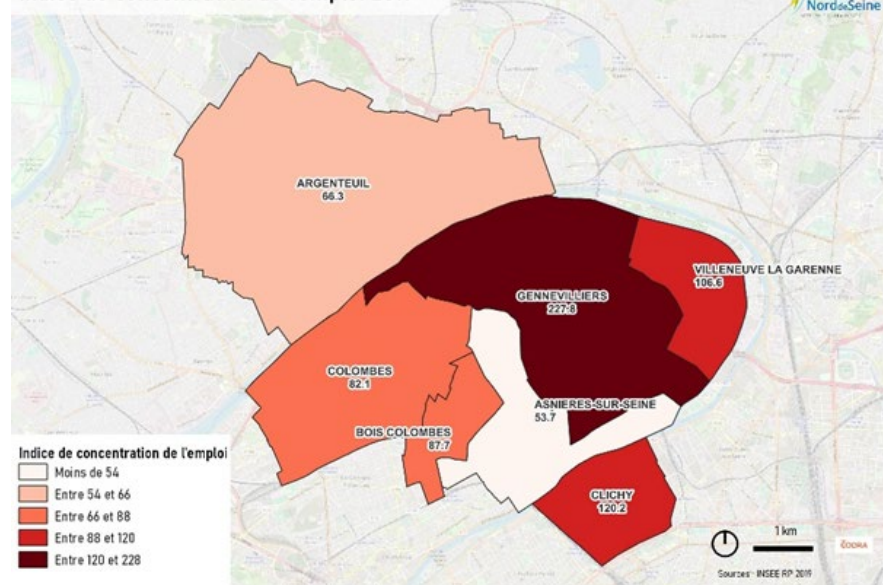 Nord de Seine
ARGENTEUIL
66.3
VILLENEUVE LA GARENNE
106.6
GENNEVILLIERS
227.8
COLOMBES
82.1
ASNIERES-SUR-SEINE
53.7
BOIS COLOMBES
87.7
CLICHY
120.2
Indice de concentration de l'emploi
Moins de 54
Entre 54 et 66
Entre 66 et 88
Entre 88 et 120
Entre 120 et 228
1 km
CODRA
Sources : INSEE RP 2019